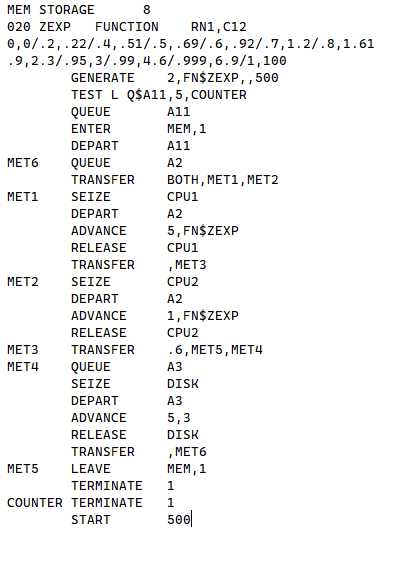 MEM STORAGE      8
020 ZEXP   FUNCTION    RN1,C12
0,0/.2,.22/.4,.51/.5,.69/.6,.92/.7,1.2/.8,1.61
.9,2.3/.95,3/.99,4.6/.999,6.9/1,100
        GENERATE    2,FN$ZEXP,,500
        TEST L Q$A11,5,COUNTER
        QUEUE       A11
        ENTER       MEM,1
        DEPART      A11
MET6    QUEUE       A2
        TRANSFER    BOTH,MET1,MET2
MET1    SEIZE       CPU1
        DEPART      A2
        ADVANCE     5,FN$ZEXP
        RELEASE     CPU1
        TRANSFER    ,MET3
MET2    SEIZE       CPU2
        DEPART      A2
        ADVANCE     1,FN$ZEXP
        RELEASE     CPU2
MET3    TRANSFER    .6,MET5,MET4
MET4    QUEUE       A3
        SEIZE       DISK
        DEPART      A3
        ADVANCE     5,3
        RELEASE     DISK
        TRANSFER    ,MET6
MET5    LEAVE       MEM,1
        TERMINATE   1
COUNTER TERMINATE   1
        START       500